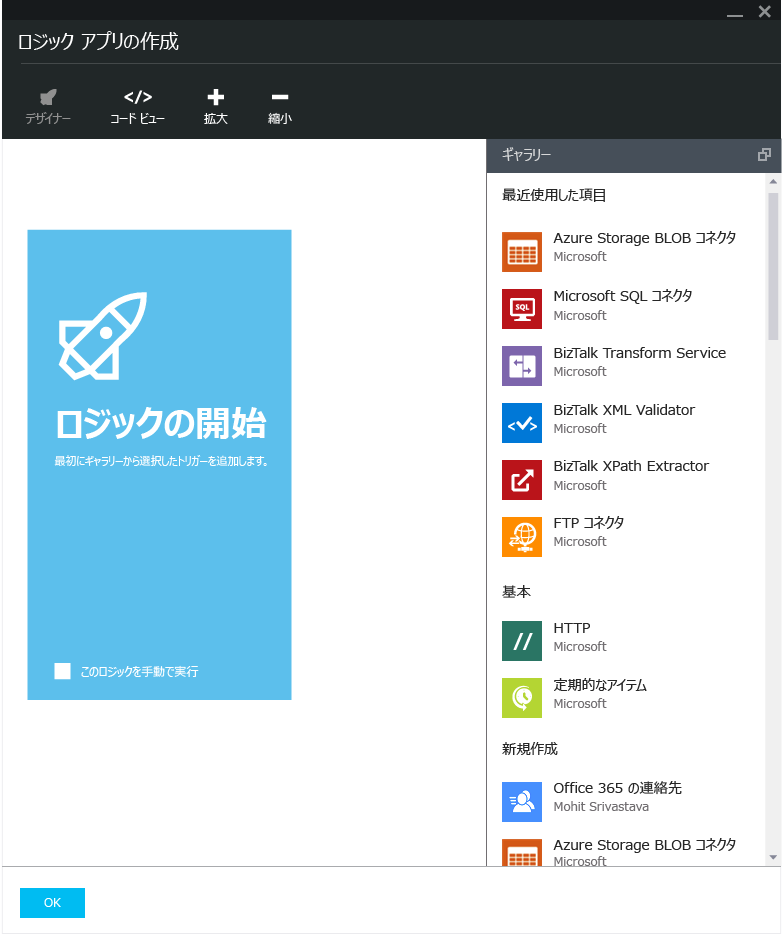 ロジック アプリの作成
デザイナー
コード ビュー
拡大
縮小
ロジックの開始
最初にギャラリーから選択したトリガーを追加します。
このロジックを手動で実行
ギャラリー
最近使用した項目
Azure Storage BLOB コネクタ
Microsoft
SQL
Microsoft SQL コネクタ
Microsoft
BizTalk Transform Service
Microsoft
BizTalk XML Validator
Microsoft
BizTalk XPath Extractor
Microsoft
FTP コネクタ
Microsoft
基本
HTTP
Microsoft
定期的なアイテム
Microsoft
新規作成
Office 365 の連絡先
Mohit Srivastava
Azure Storage BLOB コネクタ
Microsoft
OK